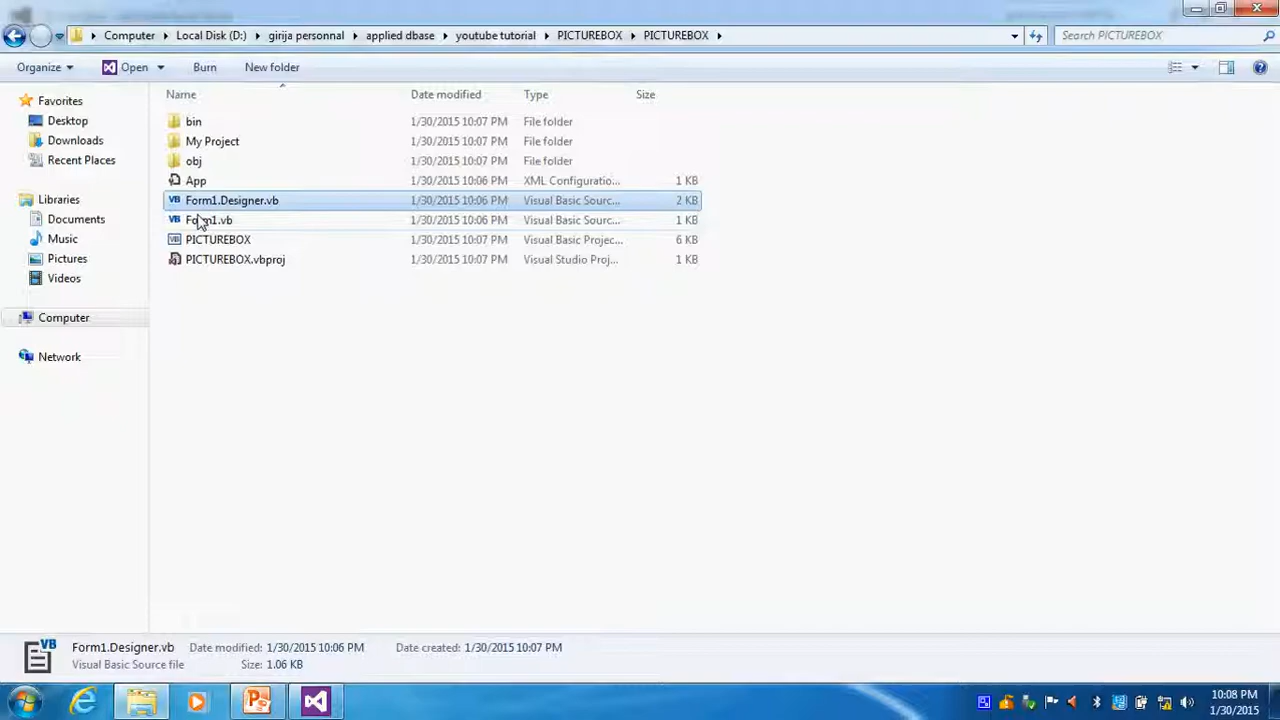 Computer Local Disk (D:) girija personnal applied dbase youtube tutorial PICTUREBOX PICTUREBOX Search PICTUREBOX
Organize Open Burn New folder
Name Date modified Type Size
Favorites
Desktop
Downloads
Recent Places
Libraries
Documents
Music
Pictures
Videos
Computer
Network
bin 1/30/2015 10:07 PM File folder
My Project 1/30/2015 10:07 PM File folder
obj 1/30/2015 10:07 PM File folder
App 1/30/2015 10:06 PM XML Configuratio... 1 KB
VB Form1.Designer.vb 1/30/2015 10:06 PM Visual Basic Sourc... 2 KB
VB Form1.vb 1/30/2015 10:06 PM Visual Basic Sourc... 1 KB
VB PICTUREBOX 1/30/2015 10:07 PM Visual Basic Projec... 6 KB
PICTUREBOX.vbproj 1/30/2015 10:07 PM Visual Studio Proj... 1 KB
VB Form1.Designer.vb Date modified: 1/30/2015 10:06 PM Date created: 1/30/2015 10:07 PM
Visual Basic Source file Size: 1.06 KB
10:08 PM
1/30/2015